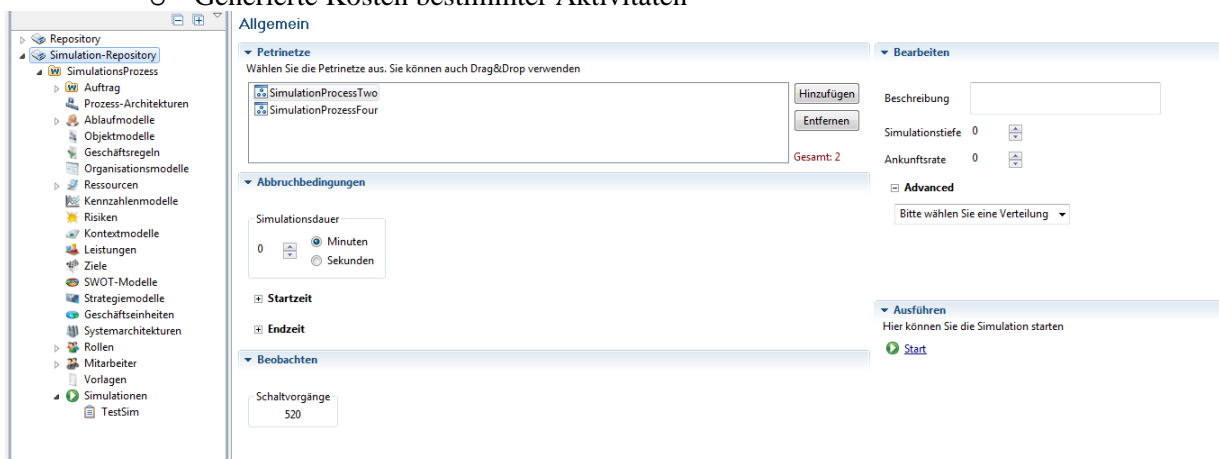 Generierte Kosten bestimmter Aktivitäten
Repository
Simulation-Repository
SimulationsProzess
Auftrag
Prozess-Architekturen
Ablaufmodelle
Objektmodelle
Geschäftsregeln
Organisationsmodelle
Ressourcen
Kennzahlenmodelle
Risiken
Kontextmodelle
Leistungen
Ziele
SWOT-Modelle
Strategiemodelle
Geschäftseinheiten
Systemarchitekturen
Rollen
Mitarbeiter
Vorlagen
Simulationen
TestSim
Allgemein
Petrinetze
Wählen Sie die Petrinetze aus. Sie können auch Drag&Drop verwenden
SimulationProcessTwo
SimulationProzessFour
Hinzufügen
Entfernen
Gesamt: 2
Abbruchbedingungen
Simulationsdauer
0
Minuten
Sekunden
Startzeit
Endzeit
Beobachten
Schaltvorgänge
520
Bearbeiten
Beschreibung
Simulationstiefe 0
Ankunftsrate 0
Advanced
Bitte wählen Sie eine Verteilung
Ausführen
Hier können Sie die Simulation starten
Start